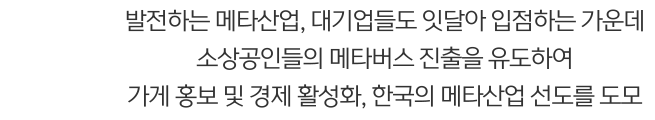 발전하는 메타산업, 대기업들도 잇달아 입점하는 가운데
소상공인들의 메타버스 진출을 유도하여
가게 홍보 및 경제 활성화, 한국의 메타산업 선도를 도모